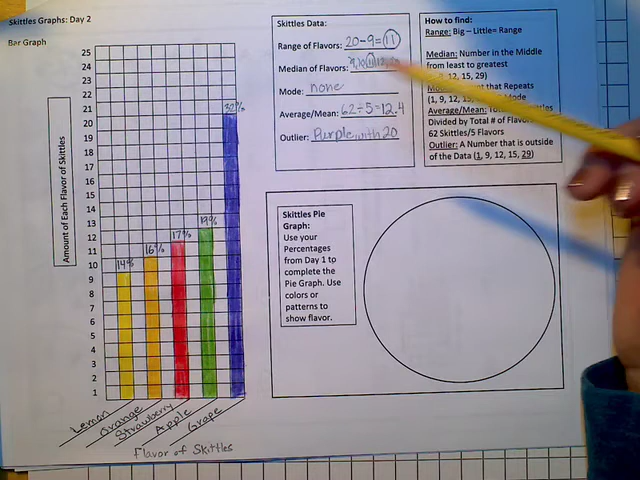 Skittles Graphs: Day 2
Bar Graph
25
24
23
22
21
20
19
18
17
16
15
14
13
12
11
10
9
8
7
6
5
4
3
2
1
Amount of Each Flavor of Skittles
14%
16%
17%
19%
32%
Lemon
Orange
Strawberry
Apple
Grape
Flavor of Skittles
Skittles Data:
Range of Flavors: 20-9=11
Median of Flavors: 9, 10, 11, 12
Mode: none
Average/Mean: 62÷5=12.4
Outlier: Purple with 20
How to find:
Range: Big – Little= Range
Median: Number in the Middle
from least to greatest
9, 12, 15, 29)
that Repeats
(1, 9, 12, 15, Mode
Average/Mean:
Divided by Total # of
62 Skittles/5 Flavors
Outlier: A Number that is outside
of the Data (1, 9, 12, 15, 29)
Skittles Pie
Graph:
Use your
Percentages
from Day 1 to
complete the
Pie Graph. Use
colors or
patterns to
show flavor.